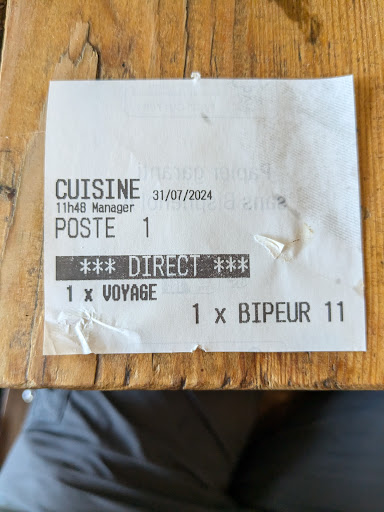 CUISINE 31/07/2024
11h48 Manager
POSTE 1
*** DIRECT ***
1 x VOYAGE
1 x BIPEUR 11